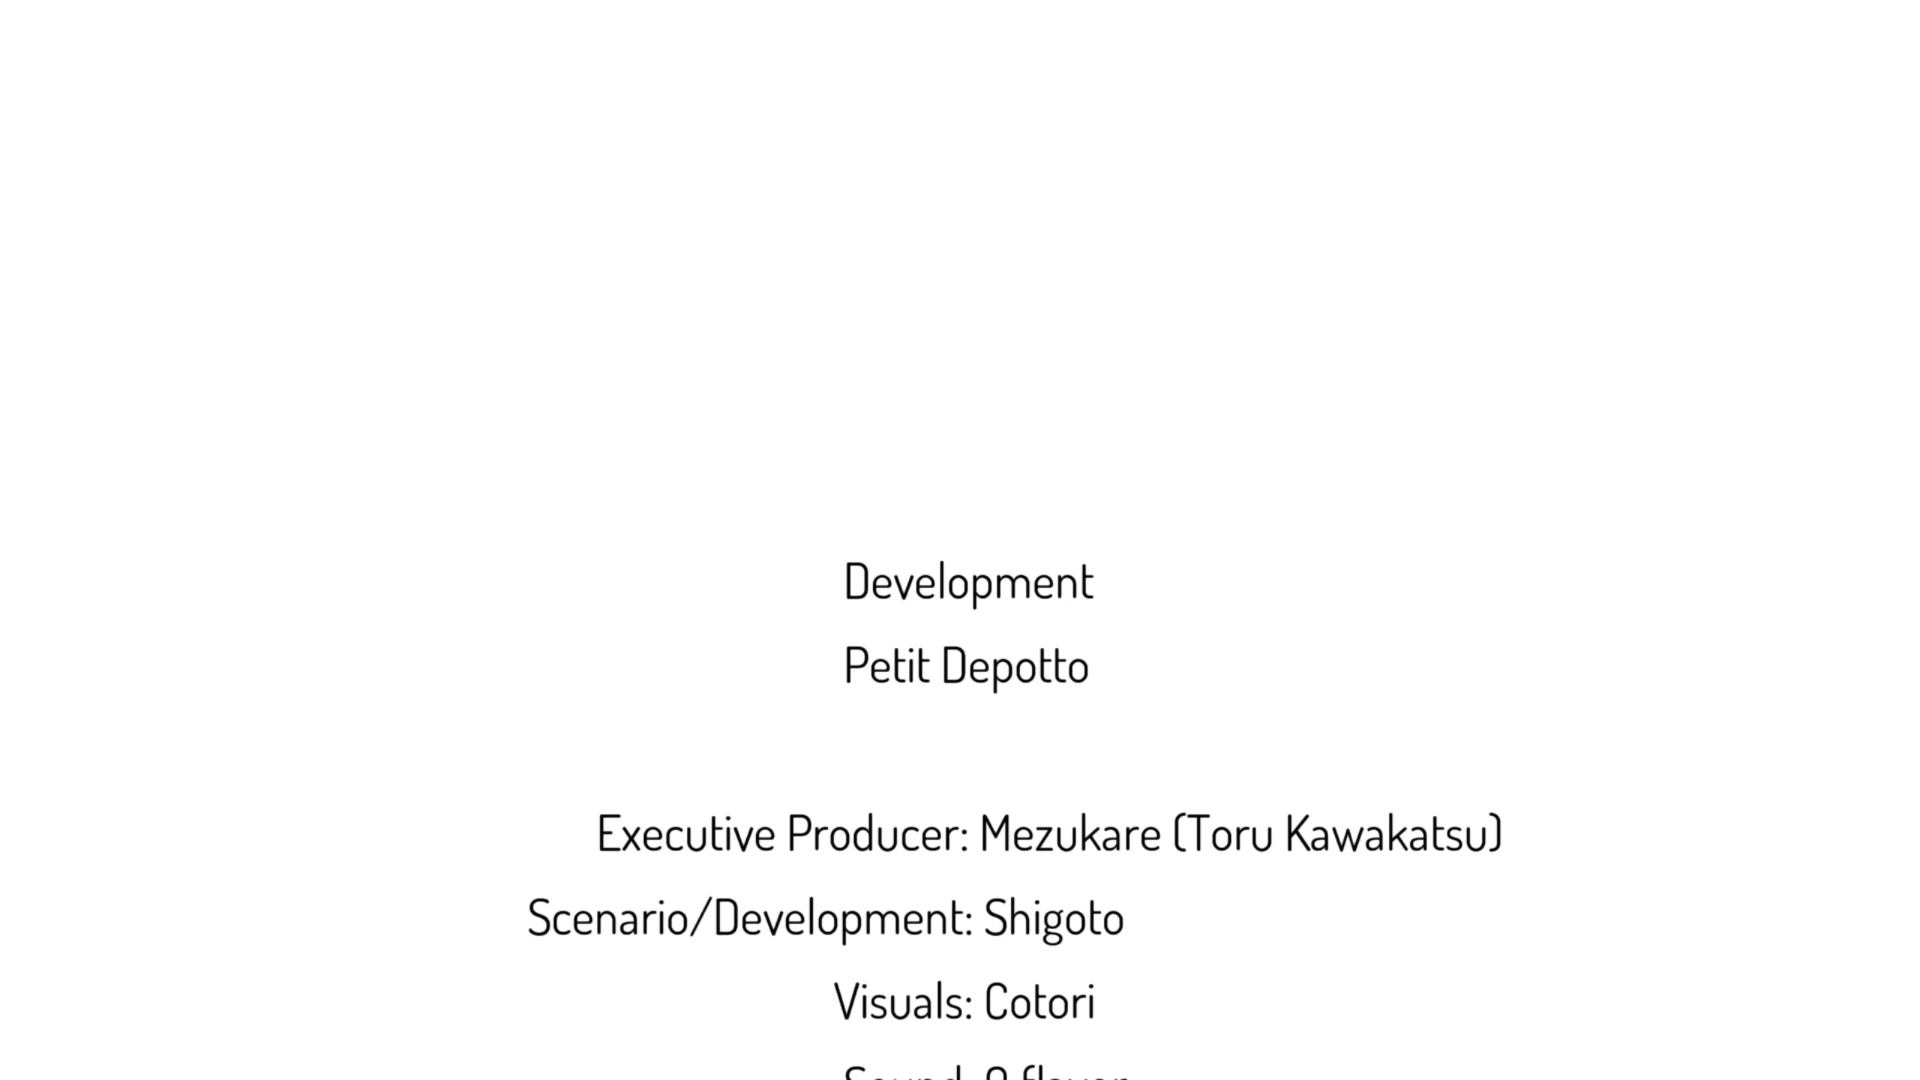 Development
Petit Depotto
Executive Producer: Mezukare (Toru Kawakatsu)
Scenario/Development: Shigoto
Visuals: Cotori